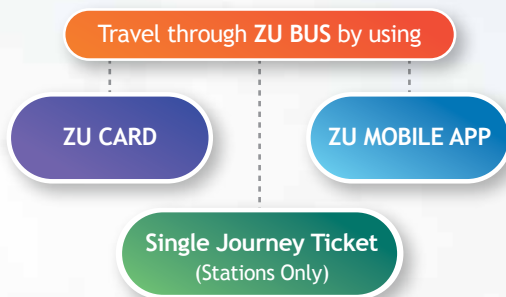 Travel through ZU BUS by using
ZU CARD
ZU MOBILE APP
Single Journey Ticket
(Stations Only)